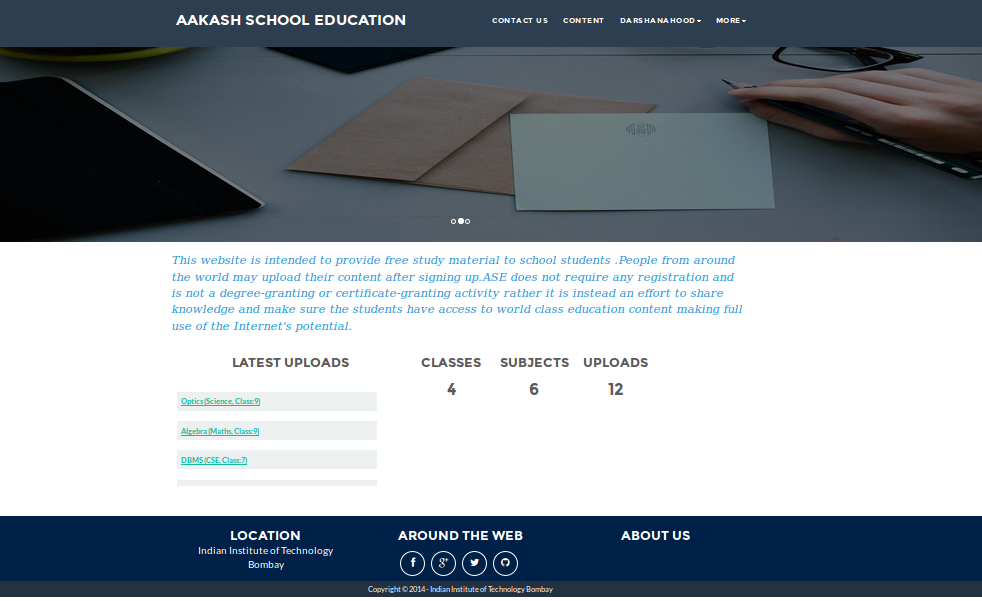 AAKASH SCHOOL EDUCATION
CONTACT US CONTENT DARSHANAHOOD MORE
This website is intended to provide free study material to school students .People from around
the world may upload their content after signing up.ASE does not require any registration and
is not a degree-granting or certificate-granting activity rather it is instead an effort to share
knowledge and make sure the students have access to world class education content making full
use of the Internet's potential.
LATEST UPLOADS
Optics(Science, Class:9)
Algebra(Maths, Class:9)
DBMS(CSE, Class:7)
CLASSES SUBJECTS UPLOADS
4 6 12
LOCATION
Indian Institute of Technology
Bombay
AROUND THE WEB
ABOUT US
Copyright © 2014 - Indian Institute of Technology Bombay